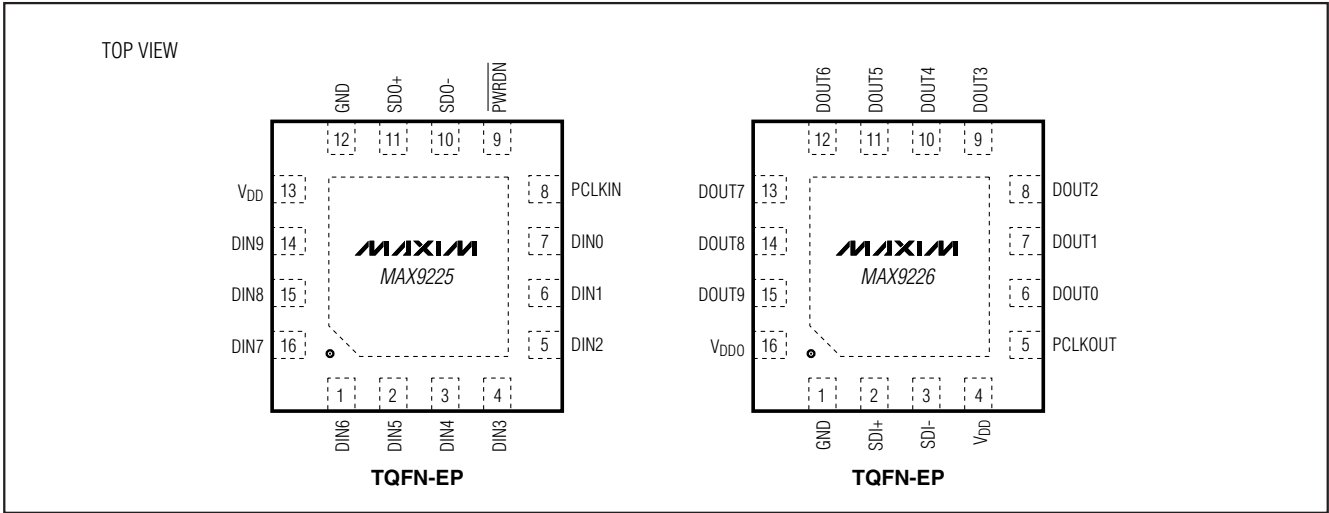 TOP VIEW
GND SDO+ SDO- PWRDN
12 11 10 9
VDD 13 8 PCLKIN
DIN9 14 7 DIN0
DIN8 15 6 DIN1
DIN7 16 5 DIN2
MAXIM
MAX9225
1 2 3 4
DIN6 DIN5 DIN4 DIN3
TQFN-EP
DOUT6 DOUT5 DOUT4 DOUT3
12 11 10 9
DOUT7 13 8 DOUT2
DOUT8 14 7 DOUT1
DOUT9 15 6 DOUT0
VDDO 16 5 PCLKOUT
MAXIM
MAX9226
1 2 3 4
GND SDI+ SDI- VDD
TQFN-EP